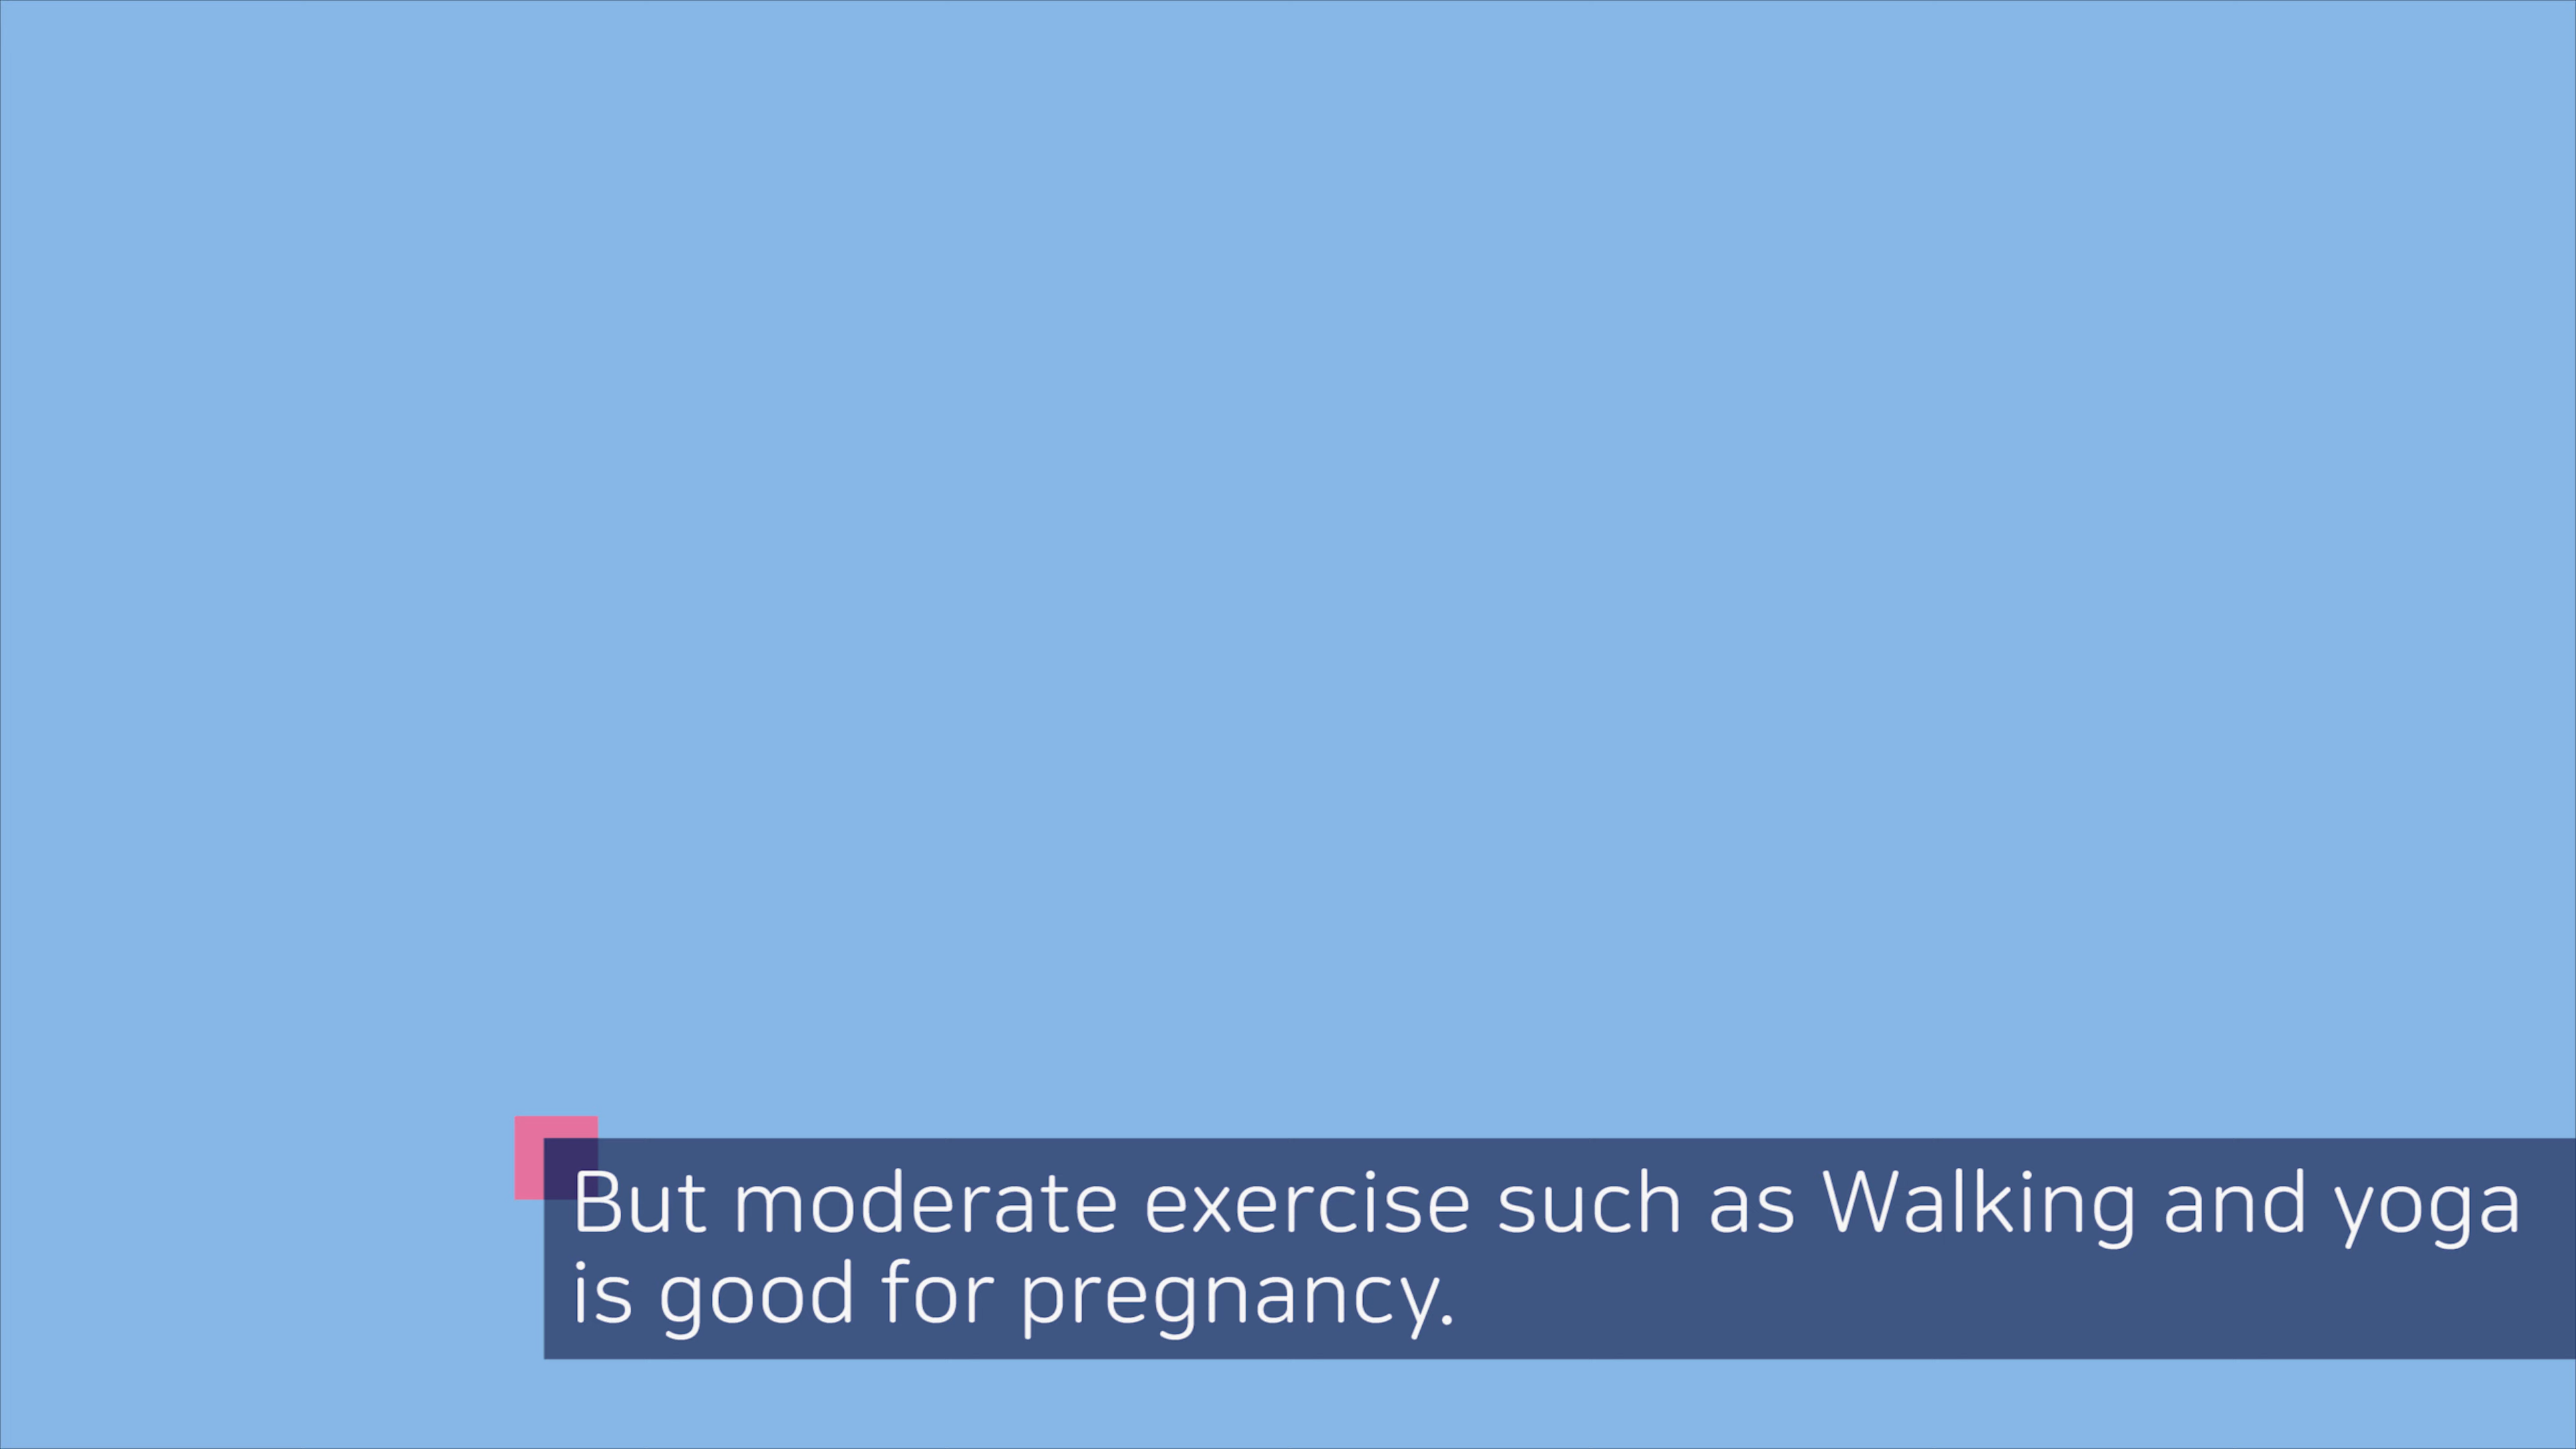 But moderate exercise such as Walking and yoga
is good for pregnancy.